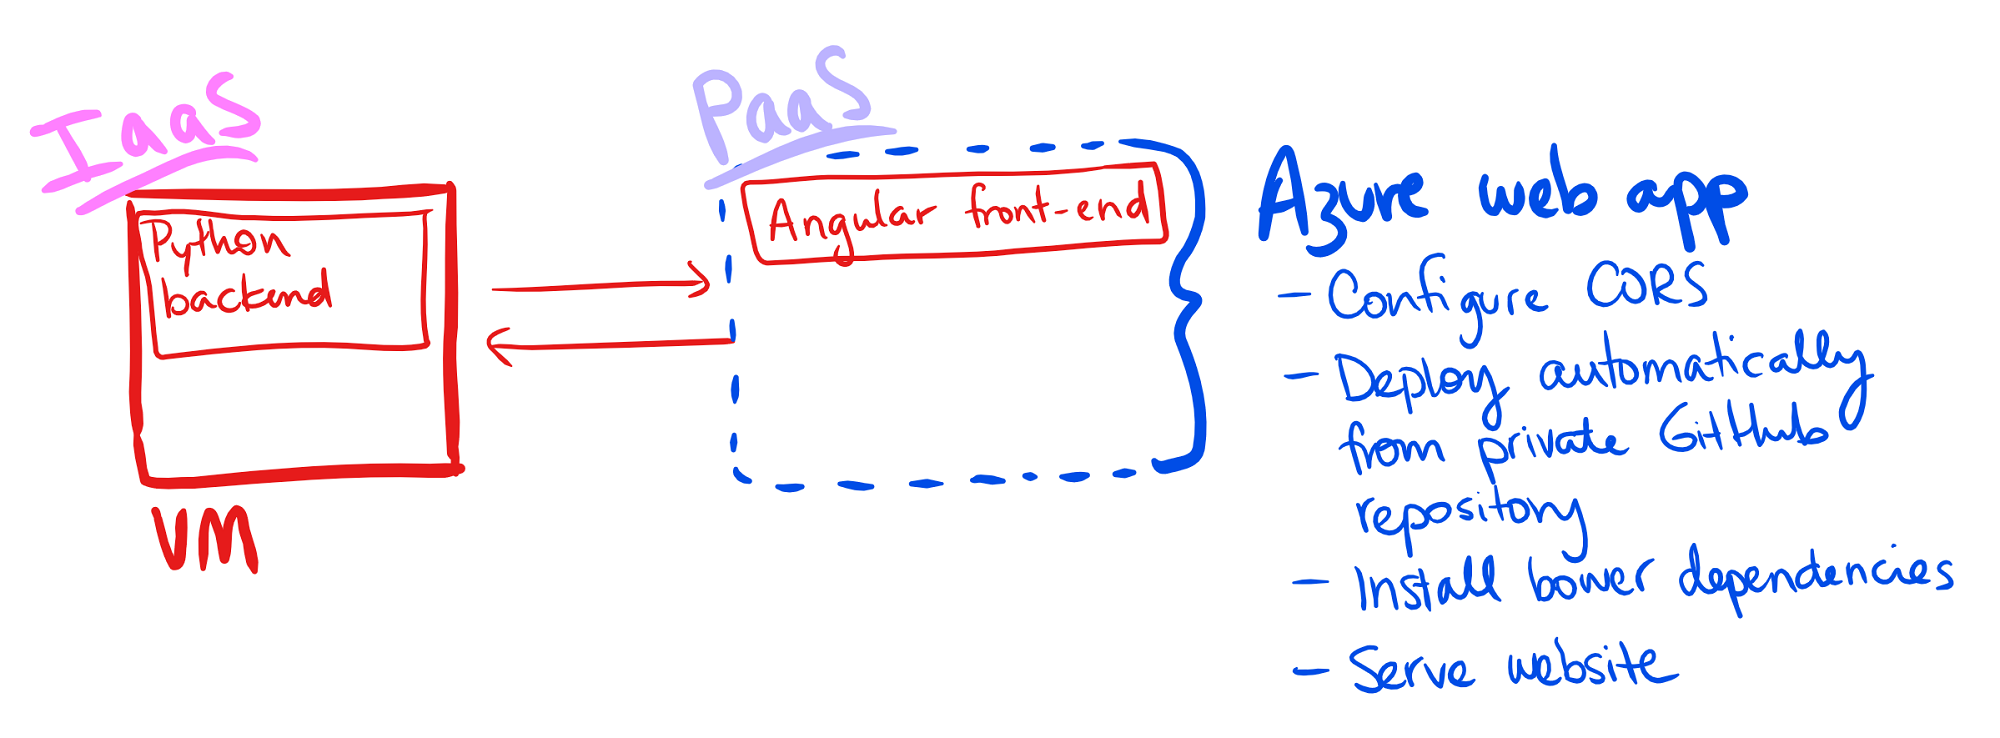 IaaS
Python
backend
VM
PaaS
Angular front-end
Azure web app
- Configure CORS
- Deploy automatically
from private GitHub
repository
- Install bower dependencies
- Serve website